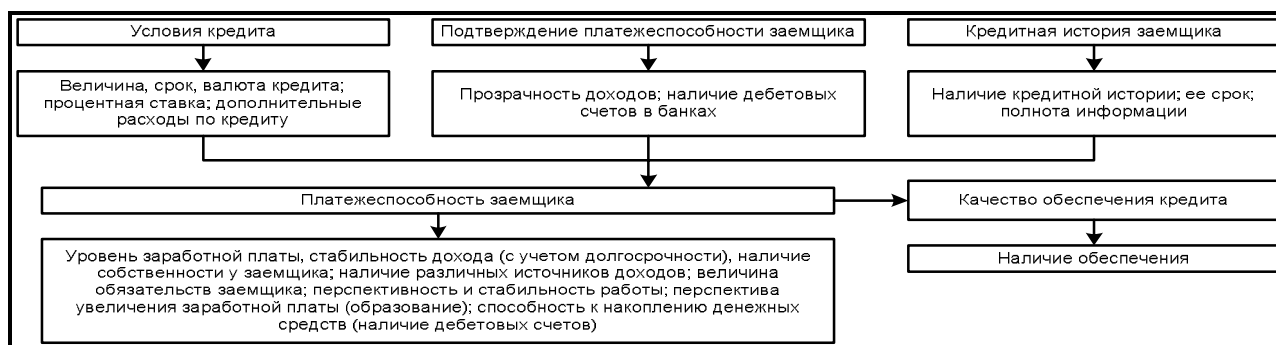 Условия кредита
Подтверждение платежеспособности заемщика
Кредитная история заемщика
Величина, срок, валюта кредита;
процентная ставка; дополнительные
расходы по кредиту
Прозрачность доходов; наличие дебетовых
счетов в банках
Наличие кредитной истории; ее срок;
полнота информации
Платежеспособность заемщика
Качество обеспечения кредита
Уровень заработной платы, стабильность дохода (с учетом долгосрочности), наличие
собственности у заемщика; наличие различных источников доходов; величина
обязательств заемщика; перспективность и стабильность работы; перспектива
увеличения заработной платы (образование); способность к накоплению денежных
средств (наличие дебетовых счетов)
Наличие обеспечения